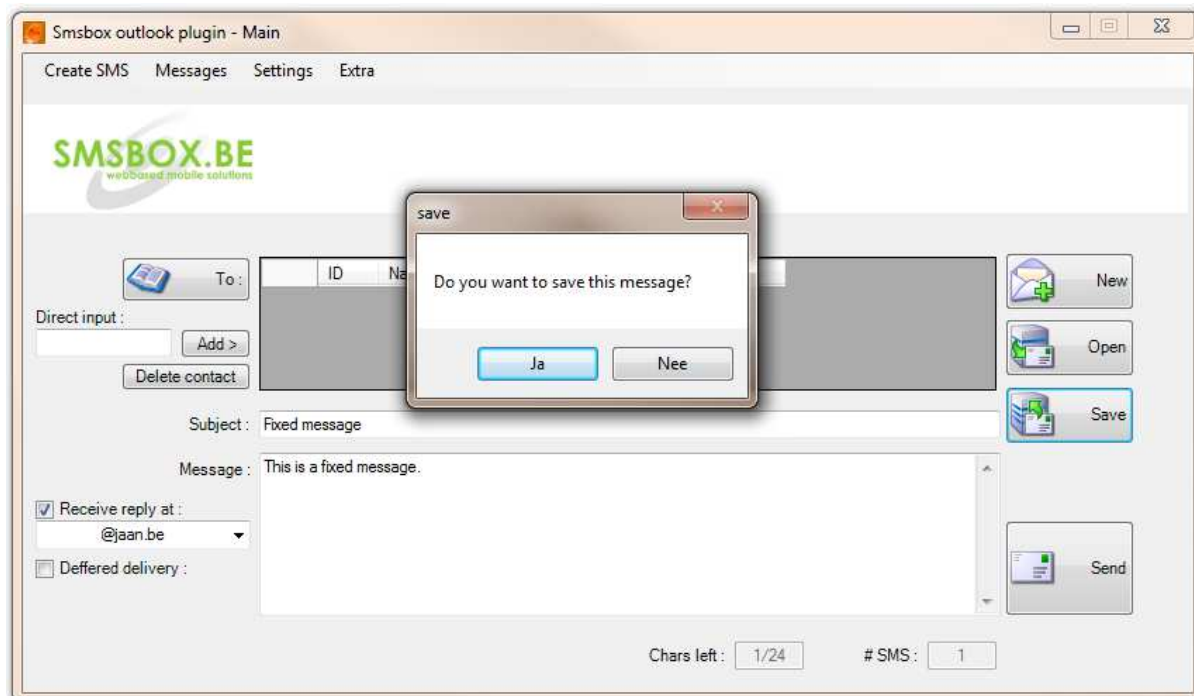 Smsbox outlook plugin - Main
Create SMS Messages Settings Extra
SMSBOX.BE
webbased mobile solutions
save
Do you want to save this message?
Ja Nee
To :
ID Na
New
Direct input :
Add >
Open
Delete contact
Save
Subject : Fixed message
Message : This is a fixed message.
Receive reply at :
@jaan.be
Deffered delivery :
Send
Chars left : 1/24 # SMS : 1